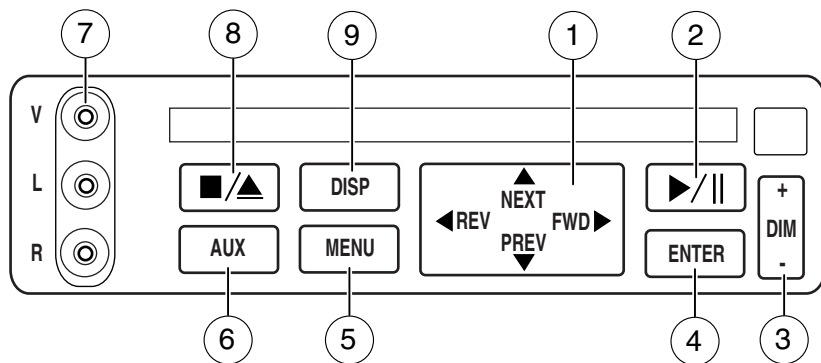 7 8 9 1 2
V
L
R
DISP
NEXT
REV FWD
PREV
+
DIM
-
AUX
MENU
ENTER
6 5 4 3